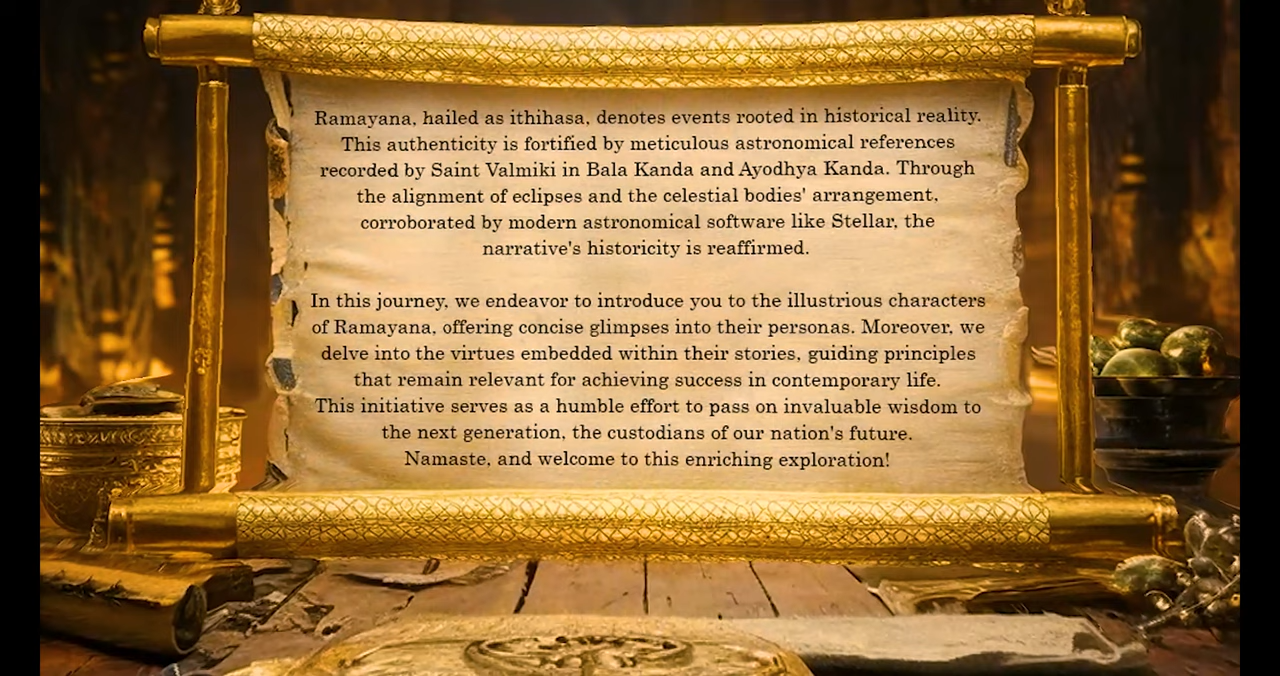 Ramayana, hailed as ithihasa, denotes events rooted in historical reality.
This authenticity is fortified by meticulous astronomical references
recorded by Saint Valmiki in Bala Kanda and Ayodhya Kanda. Through
the alignment of eclipses and the celestial bodies' arrangement,
corroborated by modern astronomical software like Stellar, the
narrative's historicity is reaffirmed.
In this journey, we endeavor to introduce you to the illustrious characters
of Ramayana, offering concise glimpses into their personas. Moreover, we
delve into the virtues embedded within their stories, guiding principles
that remain relevant for achieving success in contemporary life.
This initiative serves as a humble effort to pass on invaluable wisdom to
the next generation, the custodians of our nation's future.
Namaste, and welcome to this enriching exploration!